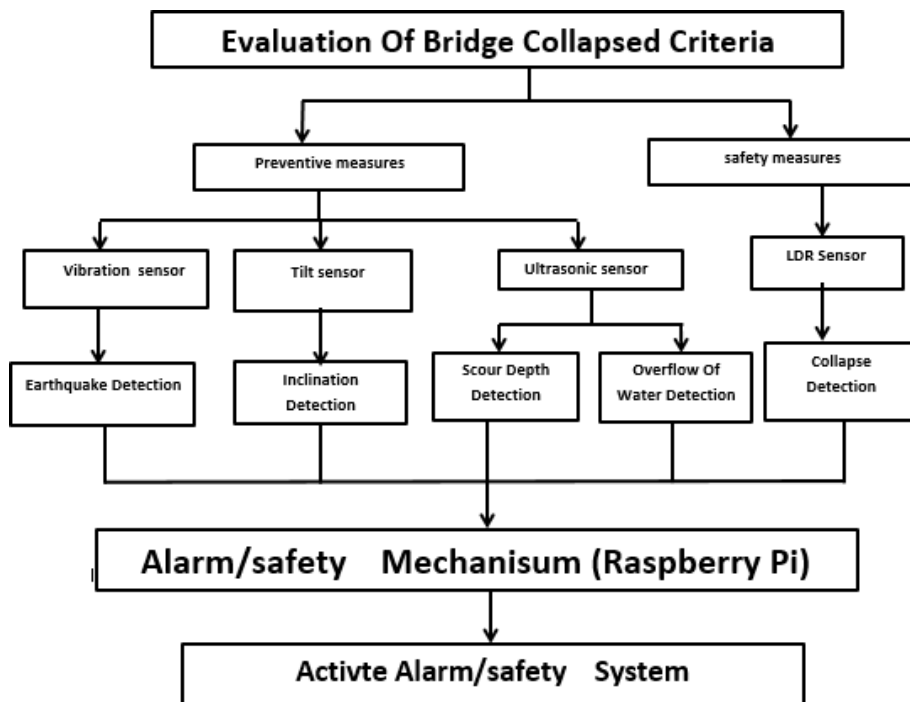 Evaluation Of Bridge Collapsed Criteria
Preventive measures
safety measures
Vibration sensor
Tilt sensor
Ultrasonic sensor
LDR Sensor
Earthquake Detection
Inclination
Detection
Scour Depth
Detection
Overflow Of
Water Detection
Collapse
Detection
Alarm/safety Mechanisum (Raspberry Pi)
Activte Alarm/safety System